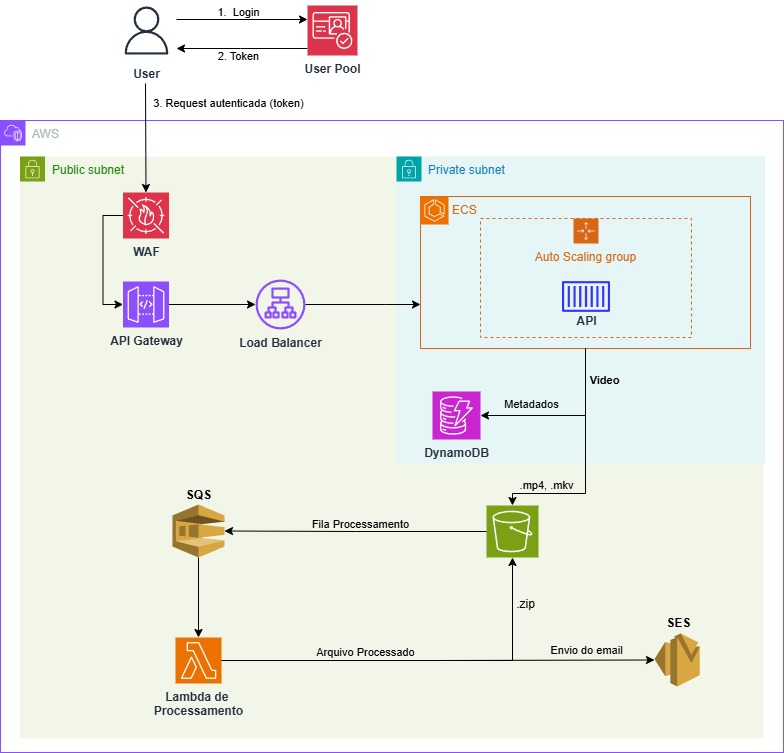 1. Login
2. Token
User
User Pool
3. Request autenticada (token)
AWS
Public subnet
Private subnet
WAF
ECS
Auto Scaling group
API
API Gateway
Load Balancer
Video
Metadados
DynamoDB
.mp4, .mkv
SQS
Fila Processamento
.zip
Arquivo Processado
Envio do email
SES
Lambda de
Processamento